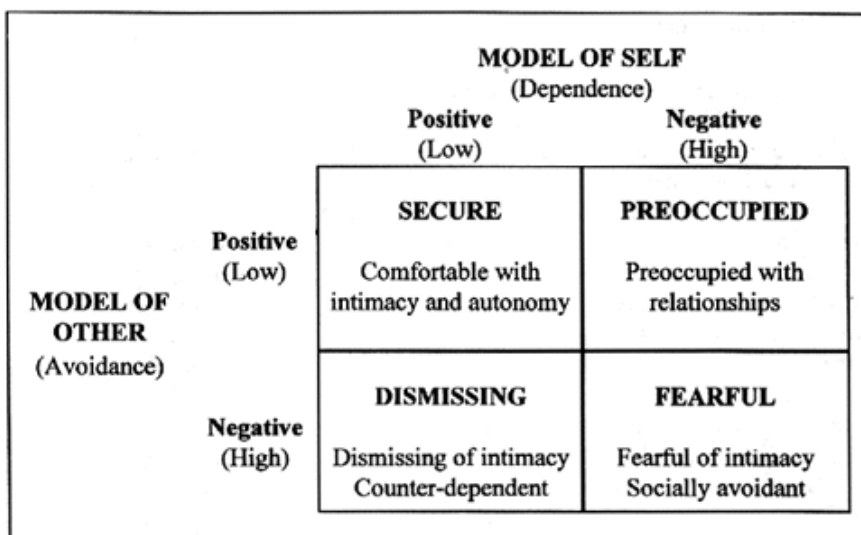 MODEL OF SELF
(Dependence)
Positive Negative
(Low) (High)
SECURE PREOCCUPIED
Positive
(Low) Comfortable with Preoccupied with
intimacy and autonomy relationships
MODEL OF
OTHER
(Avoidance)
DISMISSING FEARFUL
Negative
(High) Dismissing of intimacy Fearful of intimacy
Counter-dependent Socially avoidant